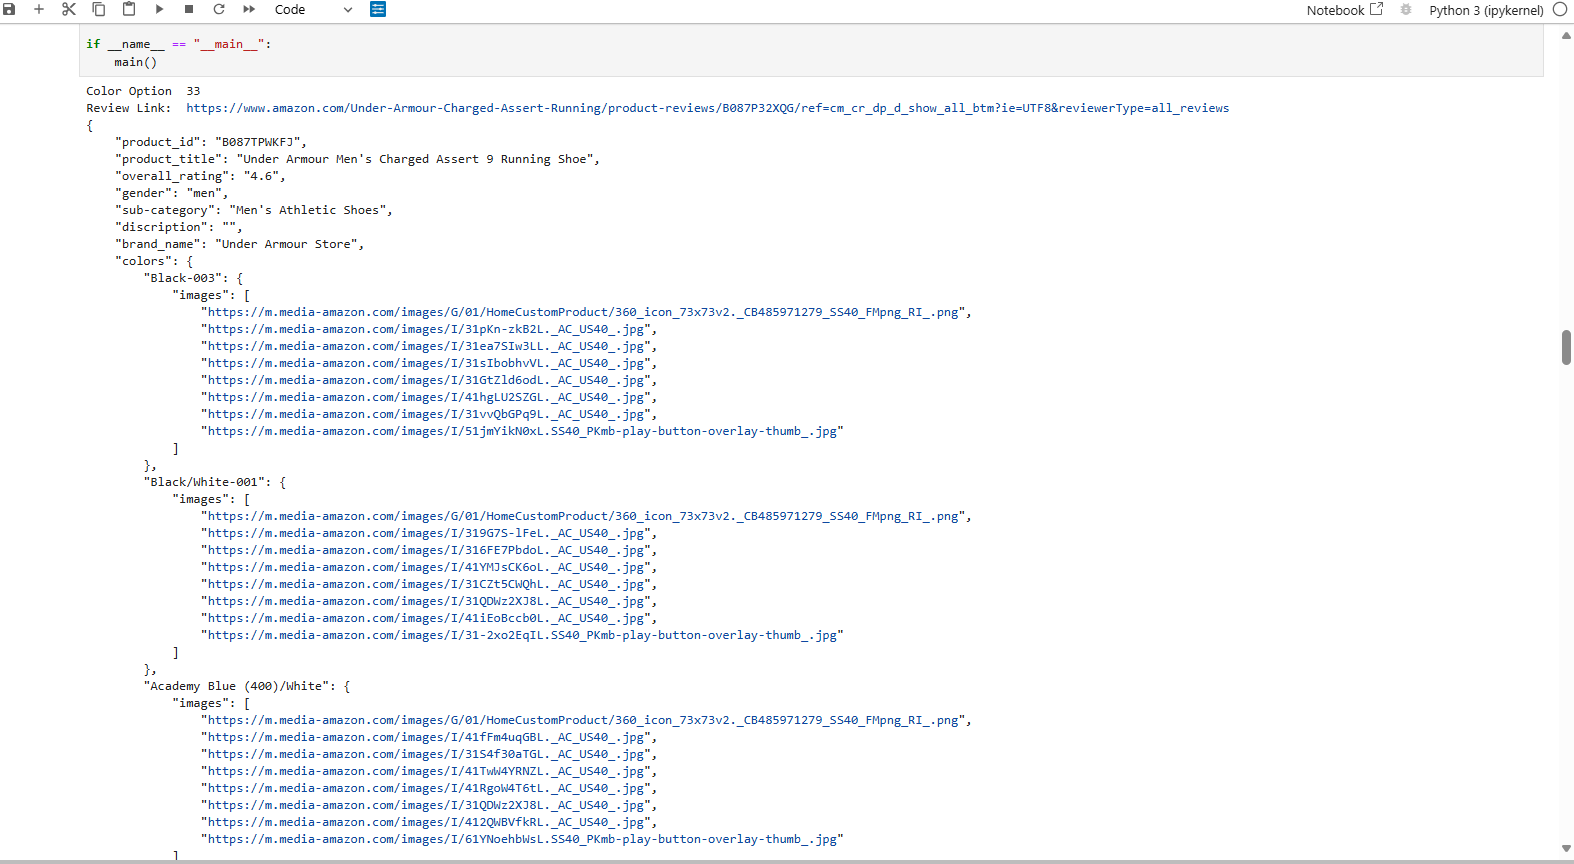 Code
Notebook
Python 3 (ipykernel)
if __name__ == "__main__":
    main()
Color Option  33
Review Link:  https://www.amazon.com/Under-Armour-Charged-Assert-Running/product-reviews/B087P32XQG/ref=cm_cr_dp_d_show_all_btm?ie=UTF8&reviewerType=all_reviews
{
    "product_id": "B087TPWKFJ",
    "product_title": "Under Armour Men's Charged Assert 9 Running Shoe",
    "overall_rating": "4.6",
    "gender": "men",
    "sub-category": "Men's Athletic Shoes",
    "discription": "",
    "brand_name": "Under Armour Store",
    "colors": {
        "Black-003": {
            "images": [
                "https://m.media-amazon.com/images/G/01/HomeCustomProduct/360_icon_73x73v2._CB485971279_SS40_FMpng_RI_.png",
                "https://m.media-amazon.com/images/I/31pKn-zkB2L._AC_US40_.jpg",
                "https://m.media-amazon.com/images/I/31ea7SIw3LL._AC_US40_.jpg",
                "https://m.media-amazon.com/images/I/31sIbobhvVL._AC_US40_.jpg",
                "https://m.media-amazon.com/images/I/31GtZld6odL._AC_US40_.jpg",
                "https://m.media-amazon.com/images/I/41hgLU2SZGL._AC_US40_.jpg",
                "https://m.media-amazon.com/images/I/31vvQbGPq9L._AC_US40_.jpg",
                "https://m.media-amazon.com/images/I/51jmYikN0xL.SS40_PKmb-play-button-overlay-thumb_.jpg"
            ]
        },
        "Black/White-001": {
            "images": [
                "https://m.media-amazon.com/images/G/01/HomeCustomProduct/360_icon_73x73v2._CB485971279_SS40_FMpng_RI_.png",
                "https://m.media-amazon.com/images/I/319G7S-lFeL._AC_US40_.jpg",
                "https://m.media-amazon.com/images/I/316FE7PbdoL._AC_US40_.jpg",
                "https://m.media-amazon.com/images/I/41YMJsCK6oL._AC_US40_.jpg",
                "https://m.media-amazon.com/images/I/31CZt5CWQhL._AC_US40_.jpg",
                "https://m.media-amazon.com/images/I/31QDWz2XJ8L._AC_US40_.jpg",
                "https://m.media-amazon.com/images/I/41iEoBccb0L._AC_US40_.jpg",
                "https://m.media-amazon.com/images/I/31-2xo2EqIL.SS40_PKmb-play-button-overlay-thumb_.jpg"
            ]
        },
        "Academy Blue (400)/White": {
            "images": [
                "https://m.media-amazon.com/images/G/01/HomeCustomProduct/360_icon_73x73v2._CB485971279_SS40_FMpng_RI_.png",
                "https://m.media-amazon.com/images/I/41fFm4uqGBL._AC_US40_.jpg",
                "https://m.media-amazon.com/images/I/31S4f30aTGL._AC_US40_.jpg",
                "https://m.media-amazon.com/images/I/41TwW4YRNZL._AC_US40_.jpg",
                "https://m.media-amazon.com/images/I/41RgoW4T6tL._AC_US40_.jpg",
                "https://m.media-amazon.com/images/I/31QDWz2XJ8L._AC_US40_.jpg",
                "https://m.media-amazon.com/images/I/412QWBVfkRL._AC_US40_.jpg",
                "https://m.media-amazon.com/images/I/61YNoehbWsL.SS40_PKmb-play-button-overlay-thumb_.jpg"
            ]